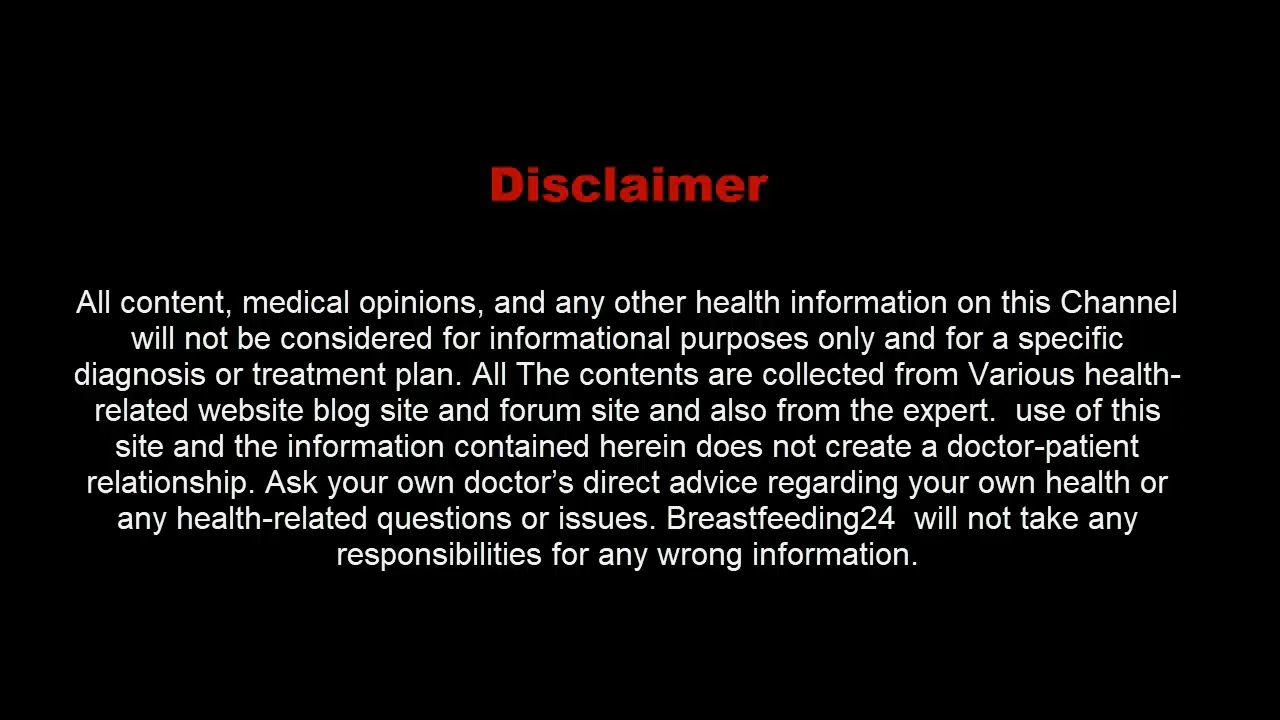 Disclaimer
All content, medical opinions, and any other health information on this Channel
will not be considered for informational purposes only and for a specific
diagnosis or treatment plan. All The contents are collected from Various health-
related website blog site and forum site and also from the expert.  use of this
site and the information contained herein does not create a doctor-patient
relationship. Ask your own doctor’s direct advice regarding your own health or
any health-related questions or issues. Breastfeeding24  will not take any
responsibilities for any wrong information.